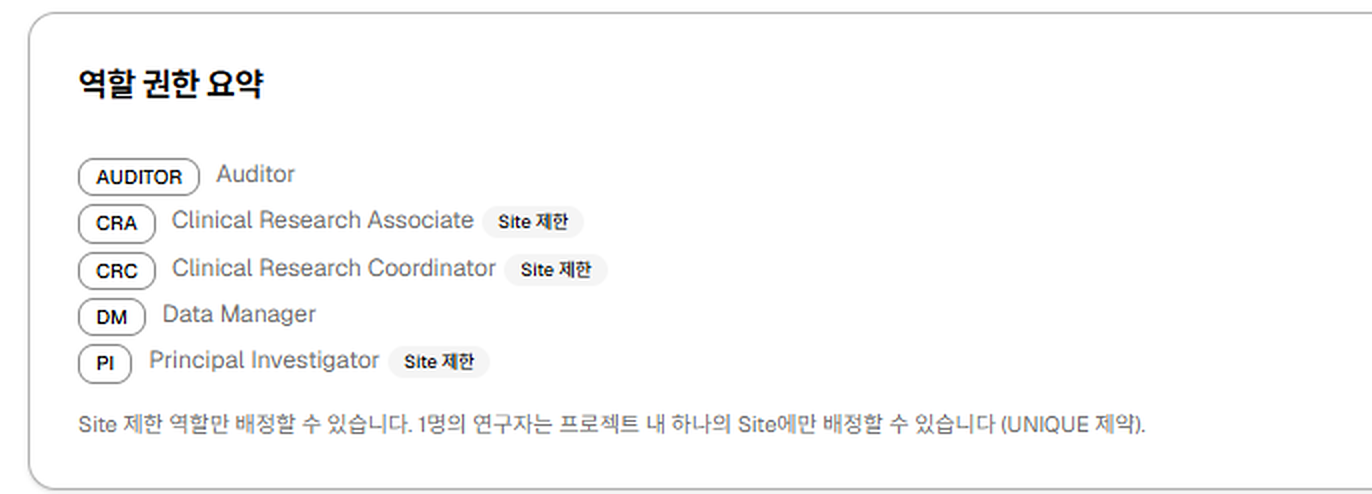 역할 권한 요약
AUDITOR Auditor
CRA Clinical Research Associate Site 제한
CRC Clinical Research Coordinator Site 제한
DM Data Manager
PI Principal Investigator Site 제한
Site 제한 역할만 배정할 수 있습니다. 1명의 연구자는 프로젝트 내 하나의 Site에만 배정할 수 있습니다 (UNIQUE 제약).